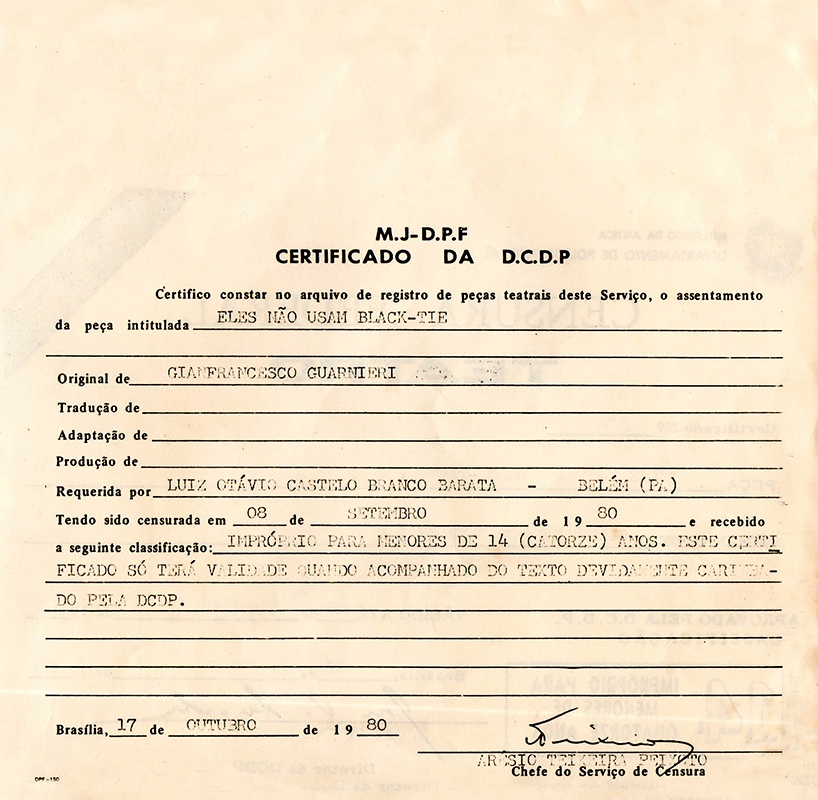 M.J-D.P.F
CERTIFICADO DA D.C.D.P
Certifico constar no arquivo de registro de peças teatrais deste Serviço, o assentamento
da peça intitulada ELES NÃO USAM BLACK-TIE
Original de GIANFRANCESCO GUARNIERI
Tradução de
Adaptação de
Produção de
Requerida por LUIZ OTÁVIO CASTELO BRANCO BARATA - BELÉM (PA)
Tendo sido censurada em 08 de SETEMBRO de 19 80 e recebido
a seguinte classificação: IMPRÓPRIO PARA MENORES DE 14 (CATORZE) ANOS. ESTE CERTI
FICADO SÓ TERÁ VALIDADE QUANDO ACOMPANHADO DO TEXTO DEVIDAMENTE CARIMBA-
DO PELA DCDP.
Brasília, 17 de OUTUBRO de 19 80
ARÉSIO TEIXEIRA PEIXOTO
Chefe do Serviço de Censura
DPF-150